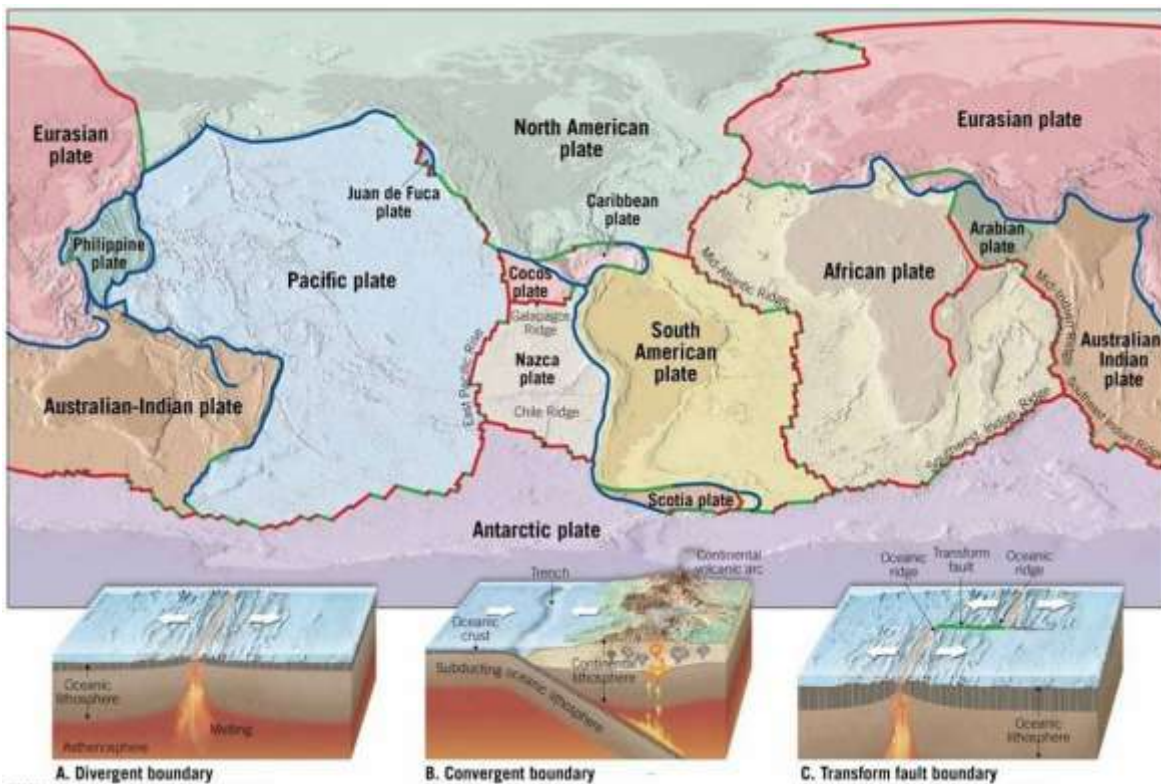 Eurasian
plate
North American
plate
Eurasian plate
Juan de Fuca
plate
Caribbean
plate
Philippine
plate
Arabian
plate
Pacific plate
Cocos
plate
Mid-Atlantic Ridge
African plate
Mid-Indian Ridge
Galapagos
Ridge
South
American
plate
Australian
Indian
plate
Nazca
plate
East Pacific Rise
Australian-Indian plate
Chile Ridge
Southwest Indian Ridge
Southeast Indian Ridge
Scotia plate
Antarctic plate
Continental
volcanic arc
Trench
Oceanic
ridge
Transform
fault
Oceanic
ridge
Oceanic
crust
Oceanic
lithosphere
Melting
Asthenosphere
Subducting oceanic lithosphere
Continental
lithosphere
Oceanic
lithosphere
A. Divergent boundary
B. Convergent boundary
C. Transform fault boundary